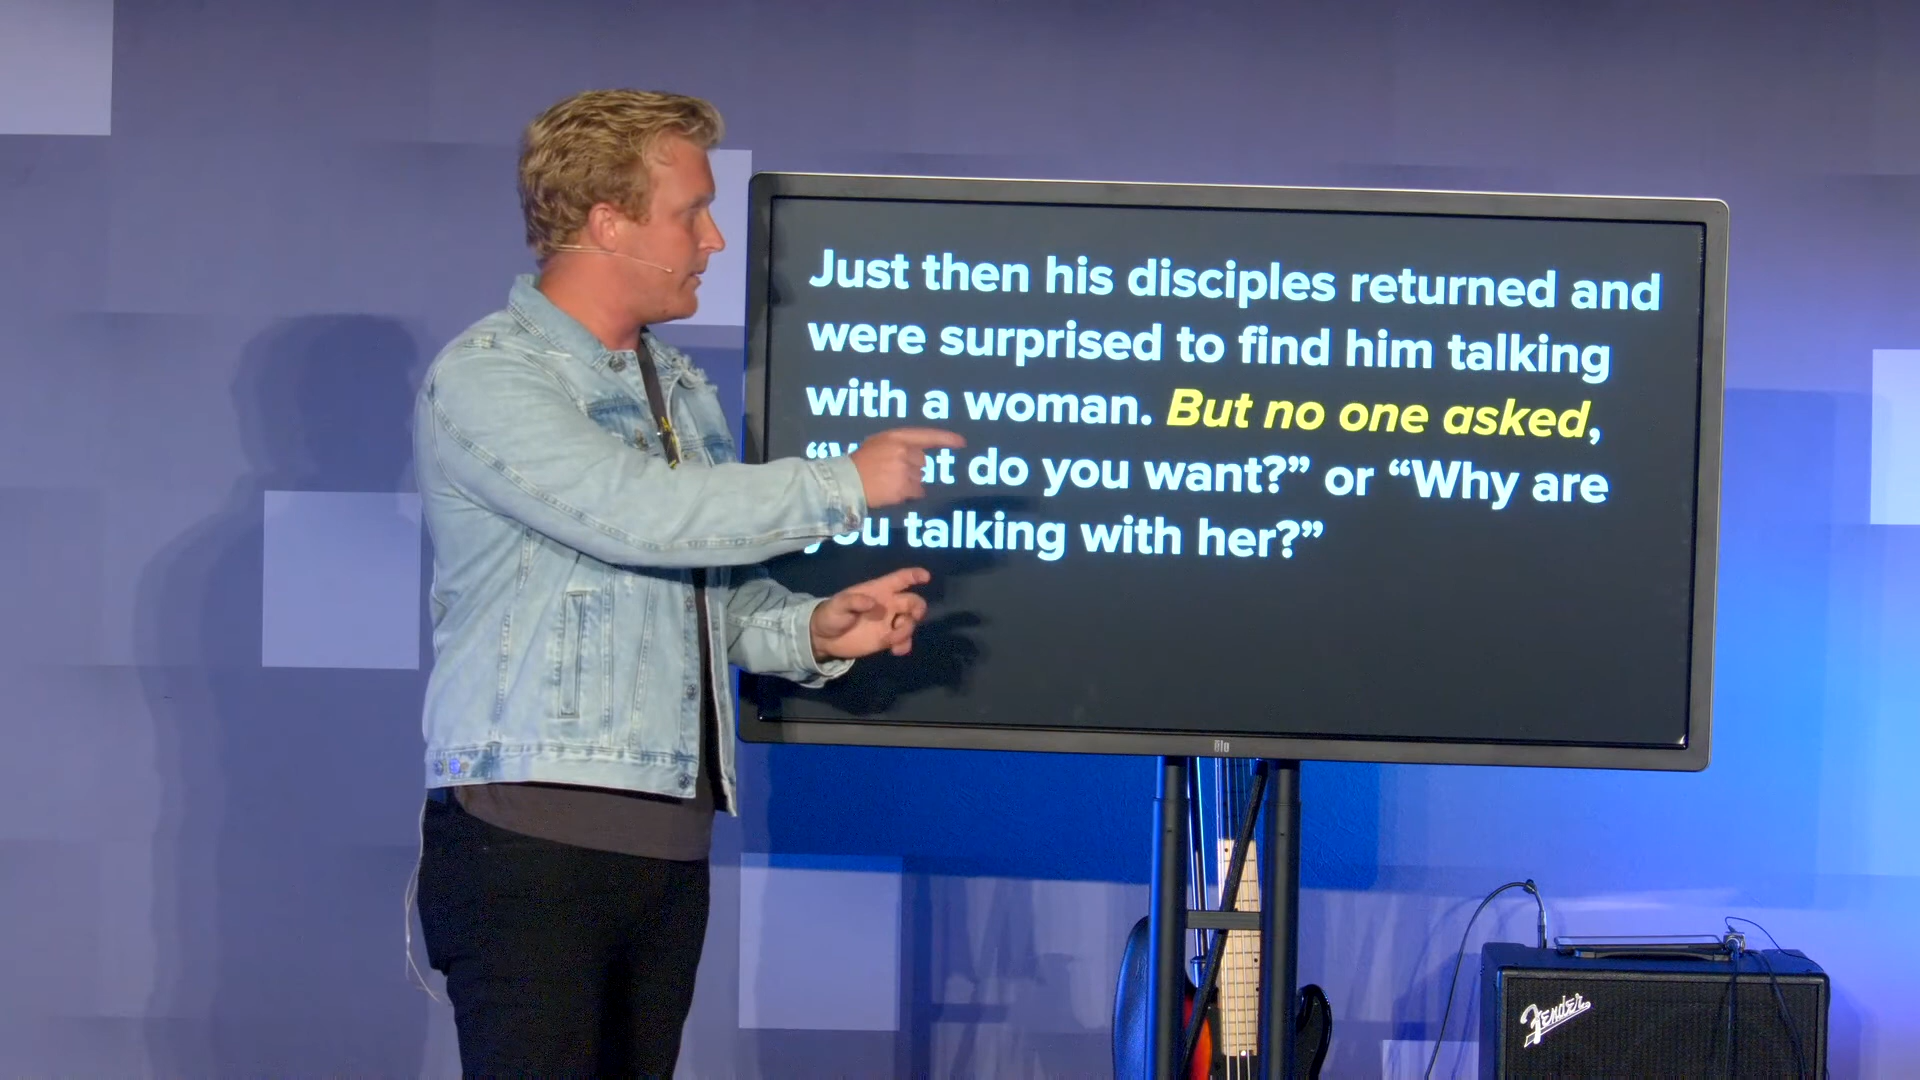 Just then his disciples returned and
were surprised to find him talking
with a woman. But no one asked,
do you want?” or “Why are
talking with her?”
elo
Fender